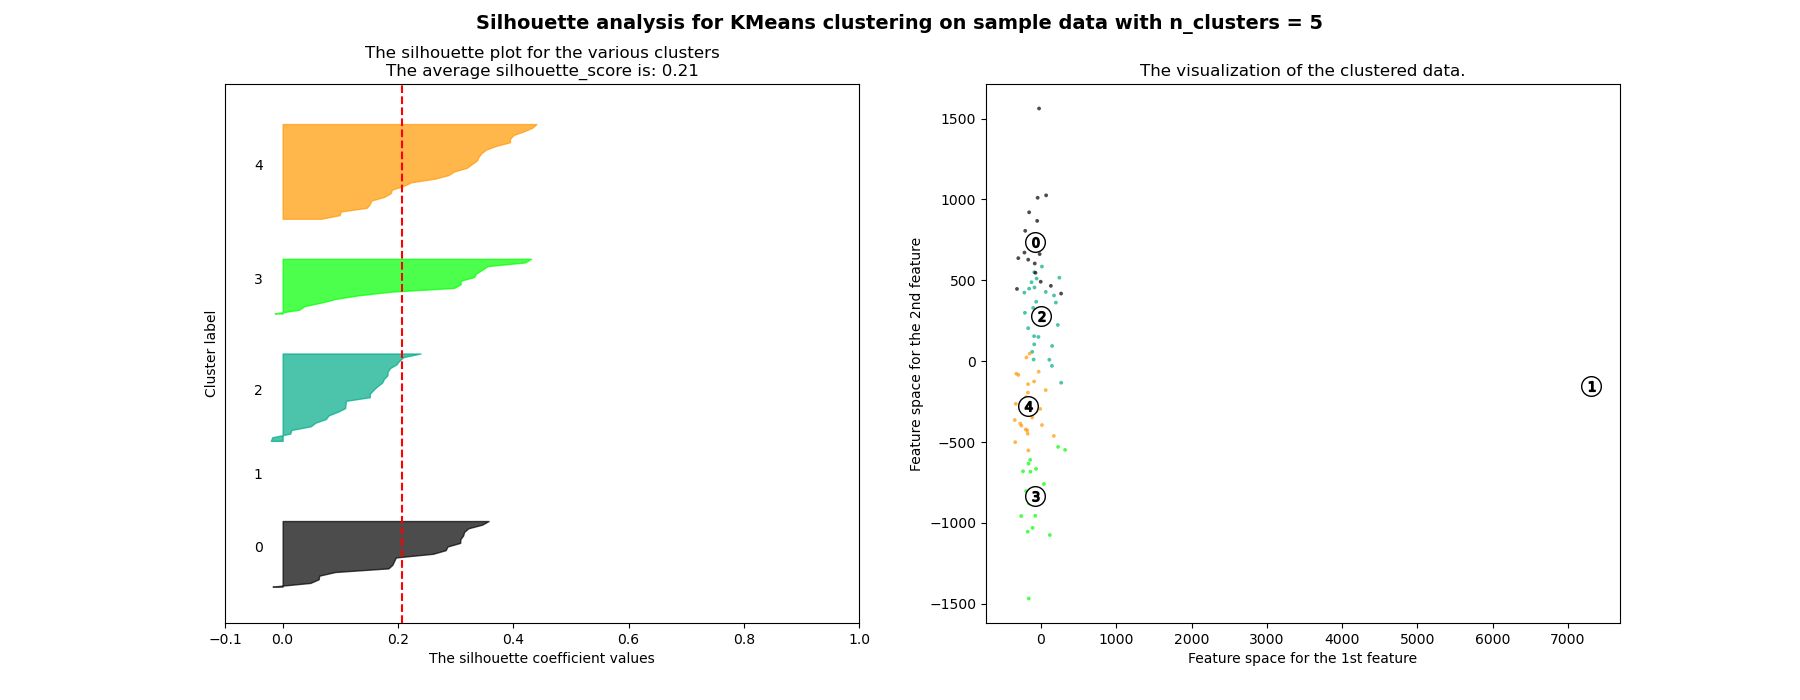 Silhouette analysis for KMeans clustering on sample data with n_clusters = 5
The silhouette plot for the various clusters
The average silhouette_score is: 0.21
Cluster label
4
3
2
1
0
−0.1 0.0 0.2 0.4 0.6 0.8 1.0
The silhouette coefficient values
The visualization of the clustered data.
Feature space for the 2nd feature
1500
1000
500
0
−500
−1000
−1500
0
2
1
4
3
0 1000 2000 3000 4000 5000 6000 7000
Feature space for the 1st feature